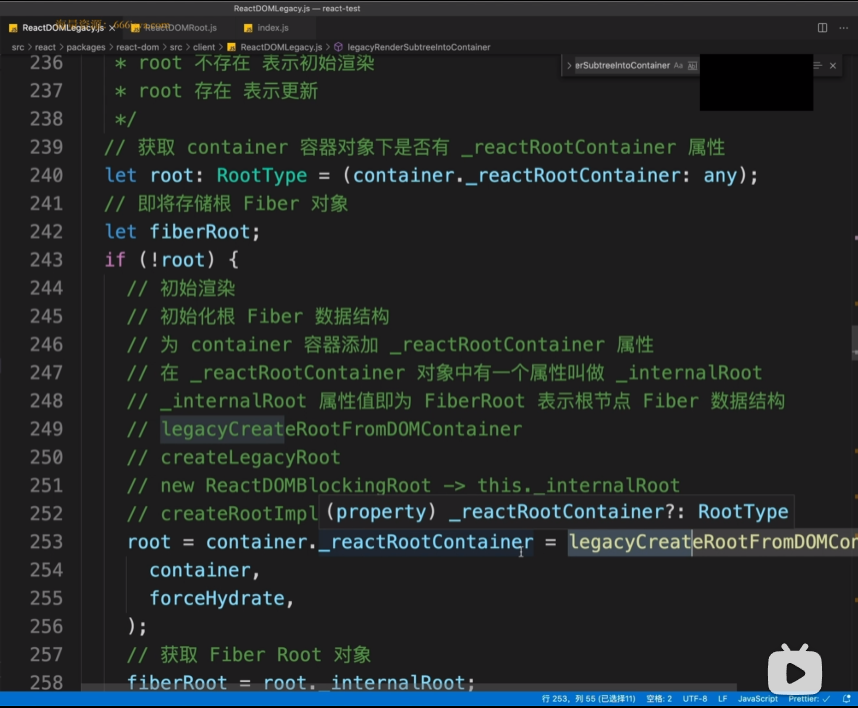 ReactDOMLegacy.js — react-test
ReactDOMLegacy.js × ReactDOMRoot.js index.js
src > react > packages > react-dom > src > client > ReactDOMLegacy.js > legacyRenderSubtreeIntoContainer
erSubtreeIntoContainer Aa
236 * root 不存在 表示初始渲染
237 * root 存在 表示更新
238 */
239 // 获取 container 容器对象下是否有 _reactRootContainer 属性
240 let root: RootType = (container._reactRootContainer: any);
241 // 即将存储根 Fiber 对象
242 let fiberRoot;
243 if (!root) {
244 // 初始渲染
245 // 初始化根 Fiber 数据结构
246 // 为 container 容器添加 _reactRootContainer 属性
247 // 在 _reactRootContainer 对象中有一个属性叫做 _internalRoot
248 // _internalRoot 属性值即为 FiberRoot 表示根节点 Fiber 数据结构
249 // legacyCreateRootFromDOMContainer
250 // createLegacyRoot
251 // new ReactDOMBlockingRoot -> this._internalRoot
252 // createRootImpl
(property) _reactRootContainer?: RootType
253 root = container._reactRootContainer = legacyCreateRootFromDOMCon
254 container,
255 forceHydrate,
256 );
257 // 获取 Fiber Root 对象
258 fiberRoot = root._internalRoot;
行 253，列 55 (已选择11) 空格: 2 UTF-8 LF JavaScript Prettier: ✓